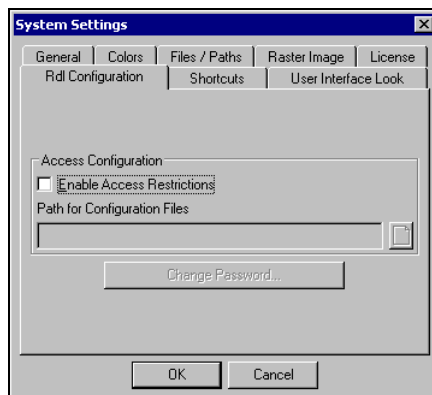 System Settings
General Colors Files / Paths Raster Image License
Rdl Configuration Shortcuts User Interface Look
Access Configuration
Enable Access Restrictions
Path for Configuration Files
Change Password...
OK Cancel